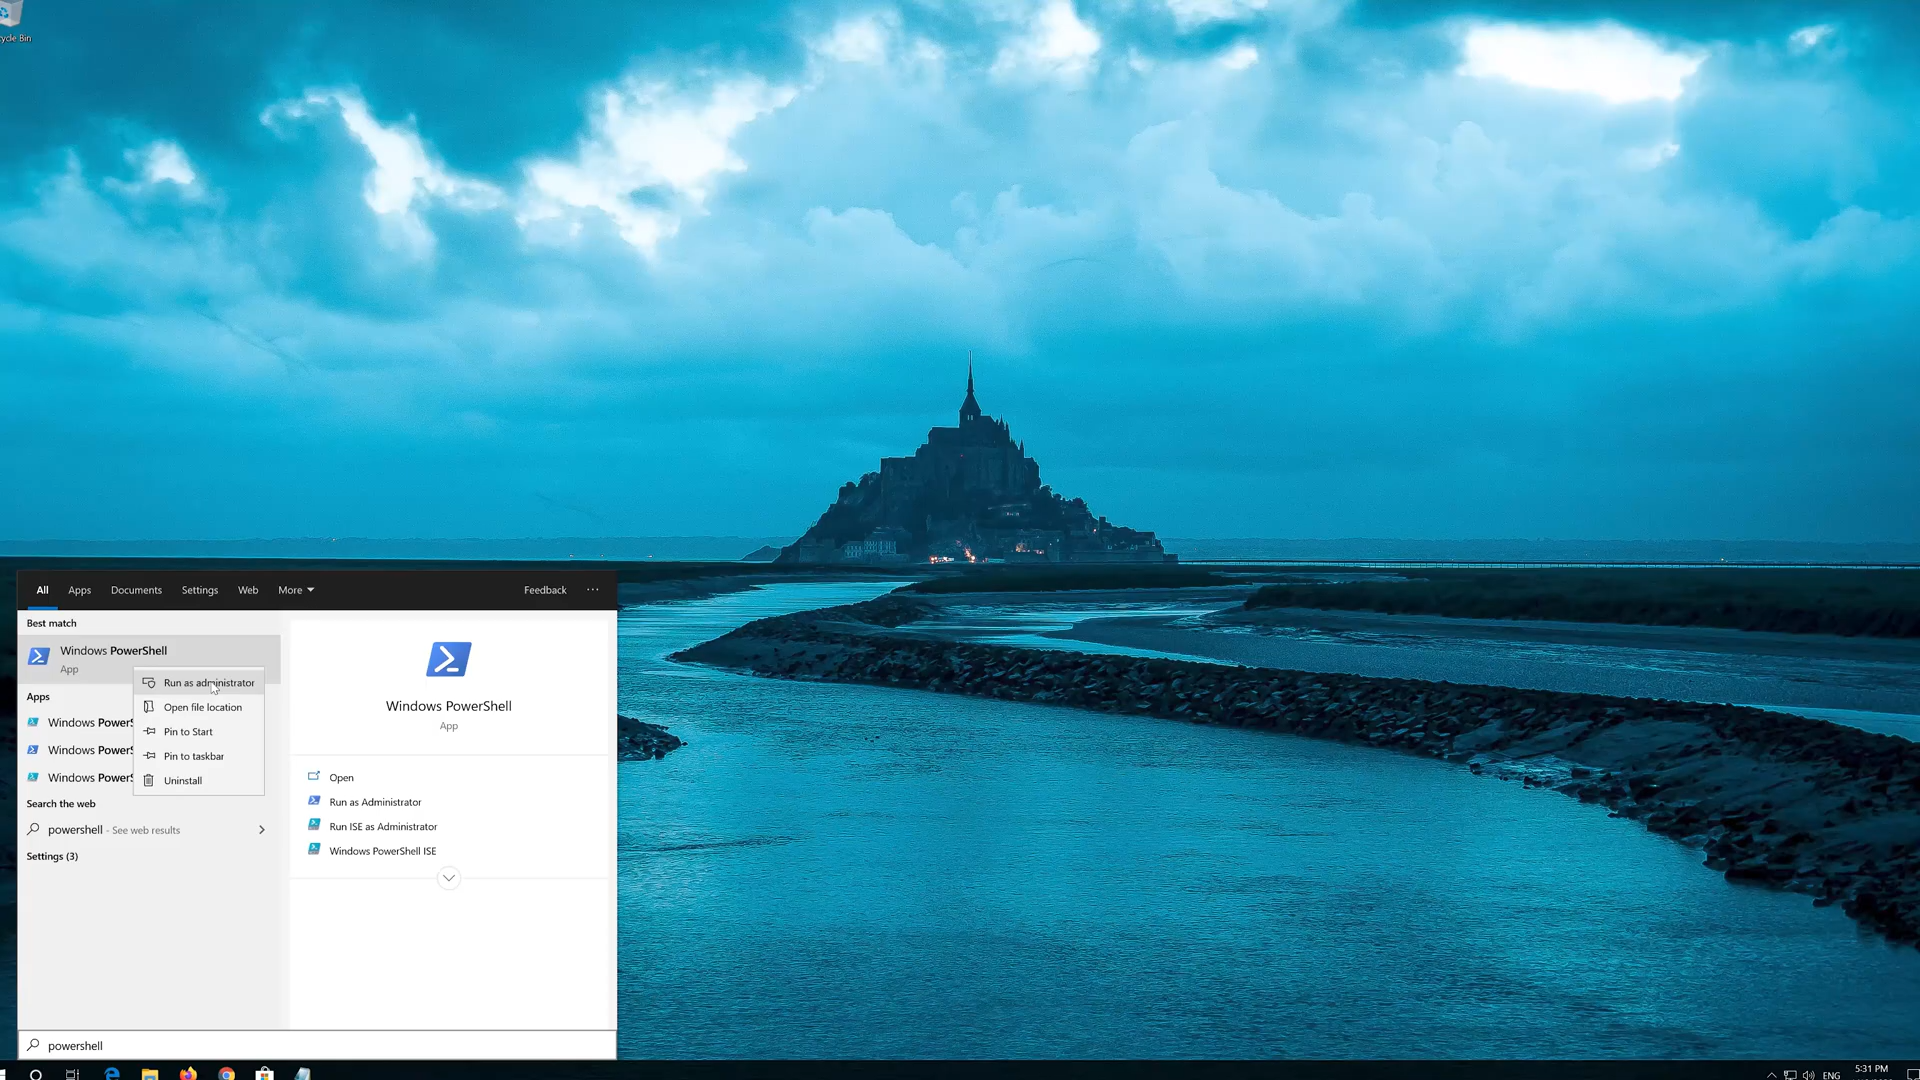 ycle Bin
All Apps Documents Settings Web More Feedback ...
Best match
Windows PowerShell
App
Run as administrator
Open file location
Pin to Start
Pin to taskbar
Uninstall
Apps
Windows PowerS
Windows PowerS
Windows PowerS
Search the web
powershell - See web results
Settings (3)
Windows PowerShell
App
Open
Run as Administrator
Run ISE as Administrator
Windows PowerShell ISE
powershell
ENG
5:31 PM